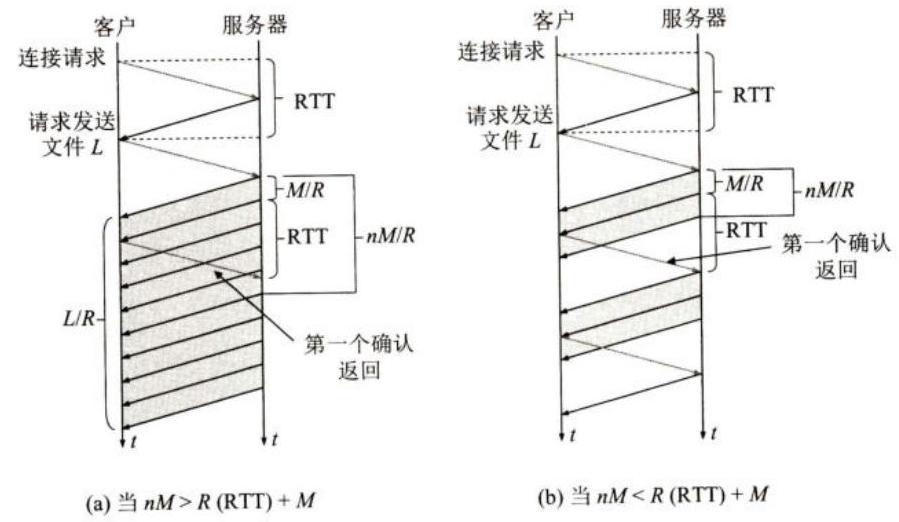 客户
服务器
连接请求
RTT
请求发送
文件 L
M/R
RTT
nM/R
L/R
第一个确认
返回
t
t
(a) 当 nM > R (RTT) + M
客户
服务器
连接请求
RTT
请求发送
文件 L
M/R
nM/R
RTT
第一个确认
返回
t
t
(b) 当 nM < R (RTT) + M